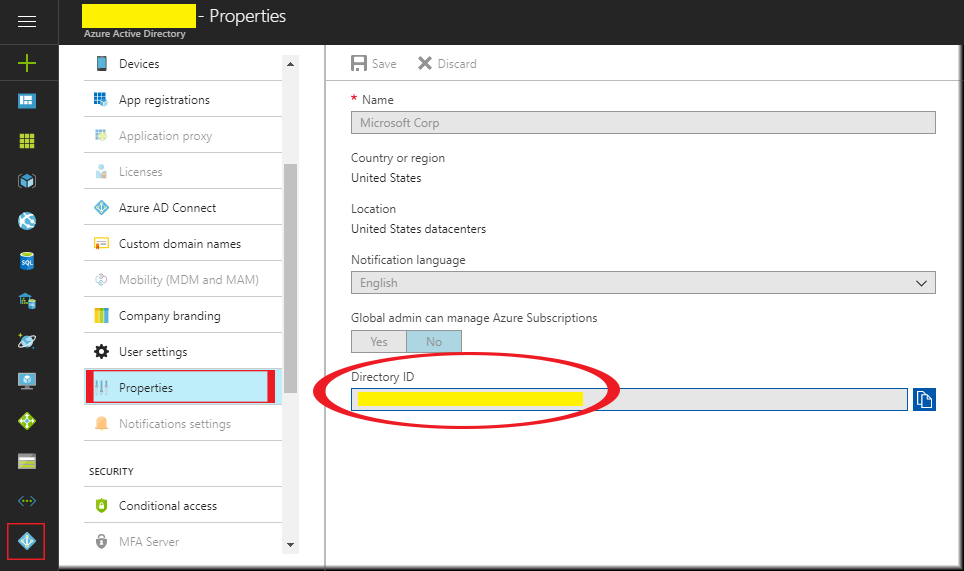 - Properties
Azure Active Directory
Devices
App registrations
Application proxy
Licenses
Azure AD Connect
Custom domain names
Mobility (MDM and MAM)
Company branding
User settings
Properties
Notifications settings
SECURITY
Conditional access
MFA Server
Save Discard
* Name
Microsoft Corp
Country or region
United States
Location
United States datacenters
Notification language
English
Global admin can manage Azure Subscriptions
Yes No
Directory ID
SQL